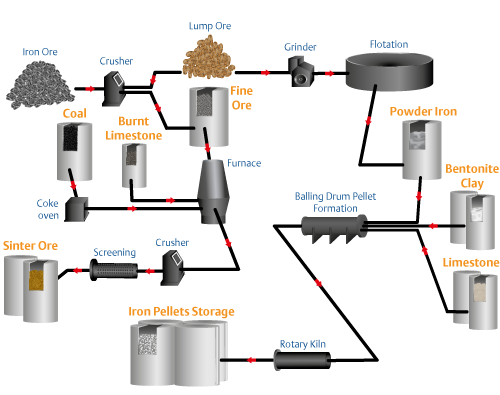 Lump Ore
Iron Ore
Crusher
Grinder
Flotation
Fine
Ore
Coal
Burnt
Limestone
Powder Iron
Furnace
Bentonite
Clay
Coke
oven
Balling Drum Pellet
Formation
Sinter Ore
Screening
Crusher
Limestone
Iron Pellets Storage
Rotary Kiln